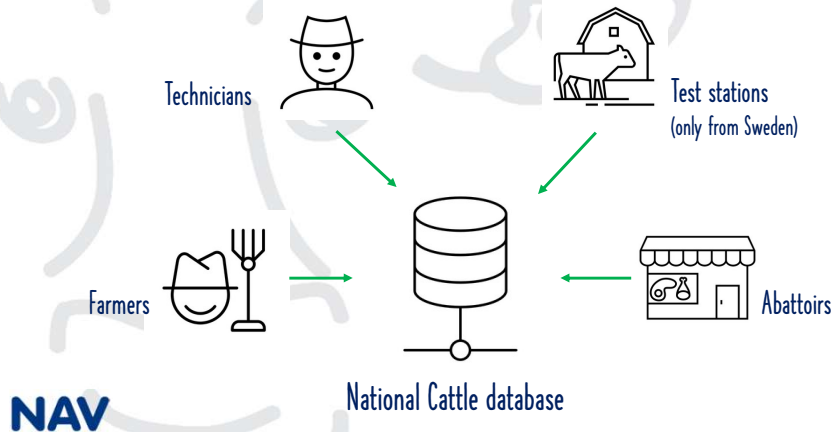 Technicians
Test stations
(only from Sweden)
Farmers
Abattoirs
National Cattle database
NAV